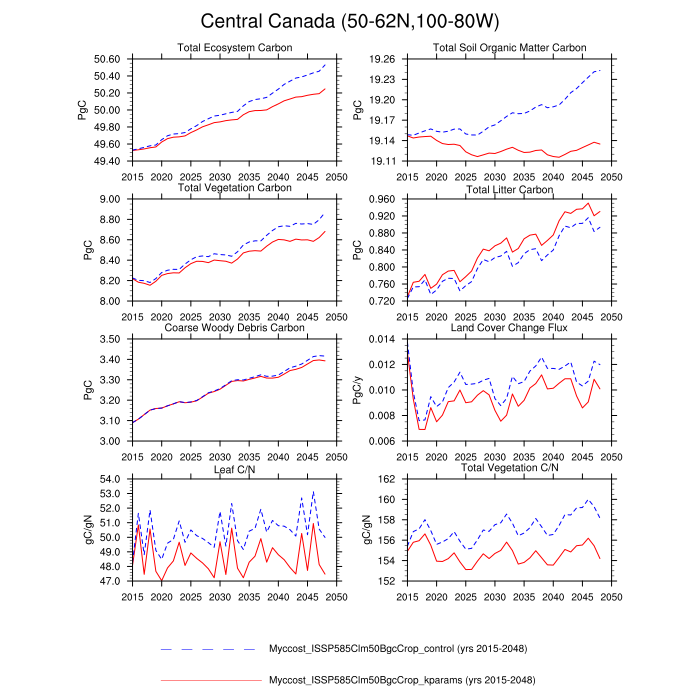 Central Canada (50-62N,100-80W)
Total Ecosystem Carbon
PgC
50.60
50.40
50.20
50.00
49.80
49.60
49.40
2015 2020 2025 2030 2035 2040 2045 2050
Total Soil Organic Matter Carbon
PgC
19.26
19.23
19.20
19.17
19.14
19.11
2015 2020 2025 2030 2035 2040 2045 2050
Total Vegetation Carbon
PgC
9.00
8.80
8.60
8.40
8.20
8.00
2015 2020 2025 2030 2035 2040 2045 2050
Total Litter Carbon
PgC
0.960
0.920
0.880
0.840
0.800
0.760
0.720
2015 2020 2025 2030 2035 2040 2045 2050
Coarse Woody Debris Carbon
PgC
3.50
3.40
3.30
3.20
3.10
3.00
2015 2020 2025 2030 2035 2040 2045 2050
Land Cover Change Flux
PgC/y
0.014
0.012
0.010
0.008
0.006
2015 2020 2025 2030 2035 2040 2045 2050
Leaf C/N
gC/gN
54.0
53.0
52.0
51.0
50.0
49.0
48.0
47.0
2015 2020 2025 2030 2035 2040 2045 2050
Total Vegetation C/N
gC/gN
162
160
158
156
154
152
2015 2020 2025 2030 2035 2040 2045 2050
Myccost_ISSP585Clm50BgcCrop_control (yrs 2015-2048)
Myccost_ISSP585Clm50BgcCrop_kparams (yrs 2015-2048)